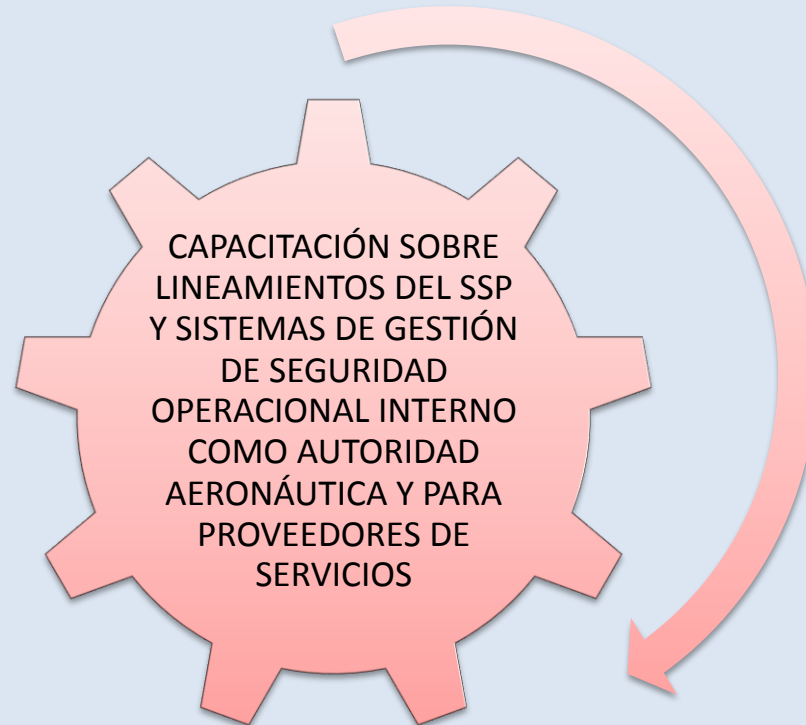 CAPACITACIÓN SOBRE
LINEAMIENTOS DEL SSP
Y SISTEMAS DE GESTIÓN
DE SEGURIDAD
OPERACIONAL INTERNO
COMO AUTORIDAD
AERONÁUTICA Y PARA
PROVEEDORES DE
SERVICIOS